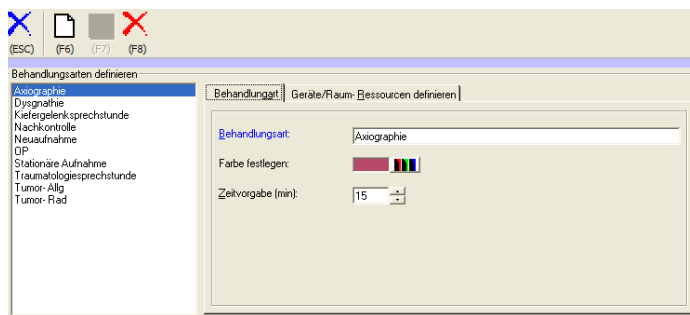 (ESC) (F6) (F7) (F8)
Behandlungsarten definieren
Axiographie
Dysgnathie
Kiefergelenksprechstunde
Nachkontrolle
Neuaufnahme
OP
Stationäre Aufnahme
Traumatologiesprechstunde
Tumor- Allg
Tumor- Rad
Behandlungart Geräte/Raum- Ressourcen definieren
Behandlungsart: Axiographie
Farbe festlegen:
Zeitvorgabe (min): 15